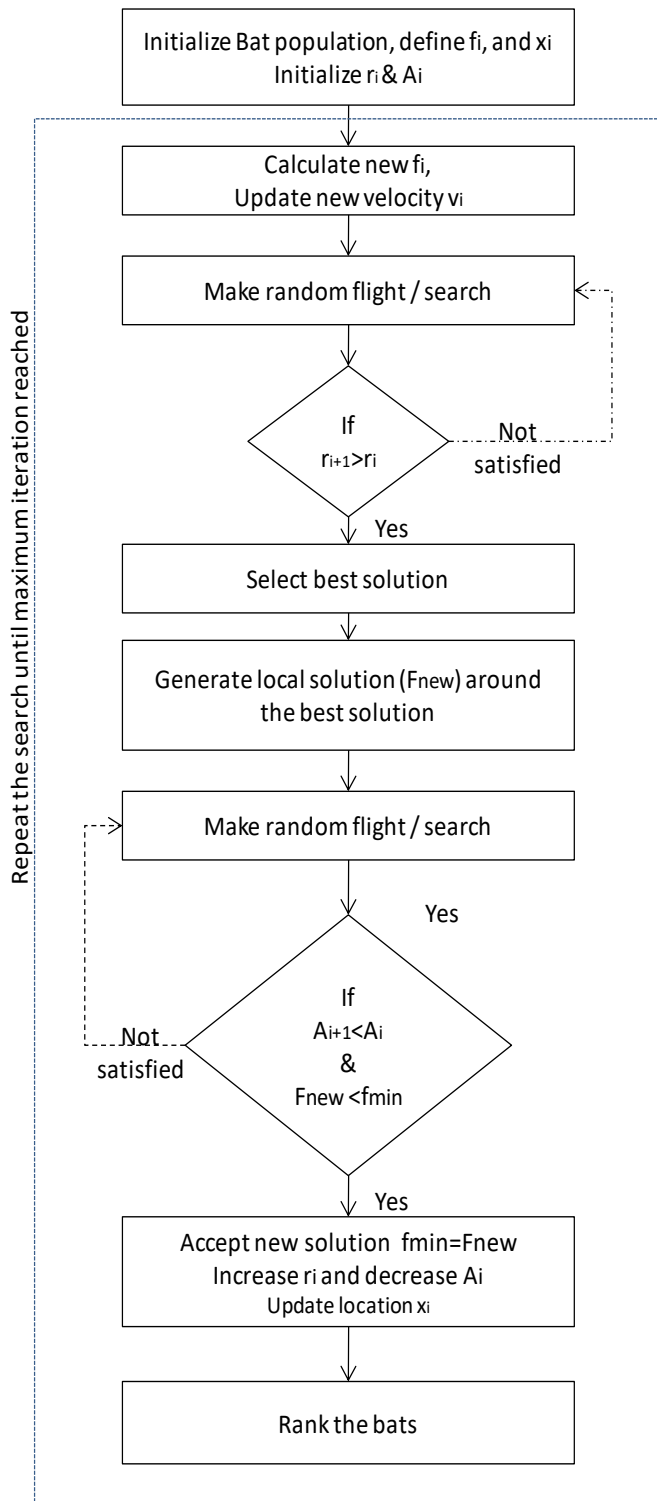 Initialize Bat population, define fi, and xi
Initialize ri & Ai
Calculate new fi,
Update new velocity vi
Make random flight / search
If
ri+1>ri
Not
satisfied
Yes
Select best solution
Generate local solution (Fnew) around
the best solution
Make random flight / search
Yes
If
Ai+1<Ai
&
Fnew <fmin
Not
satisfied
Yes
Accept new solution fmin=Fnew
Increase ri and decrease Ai
Update location xi
Rank the bats
Repeat the search until maximum iteration reached